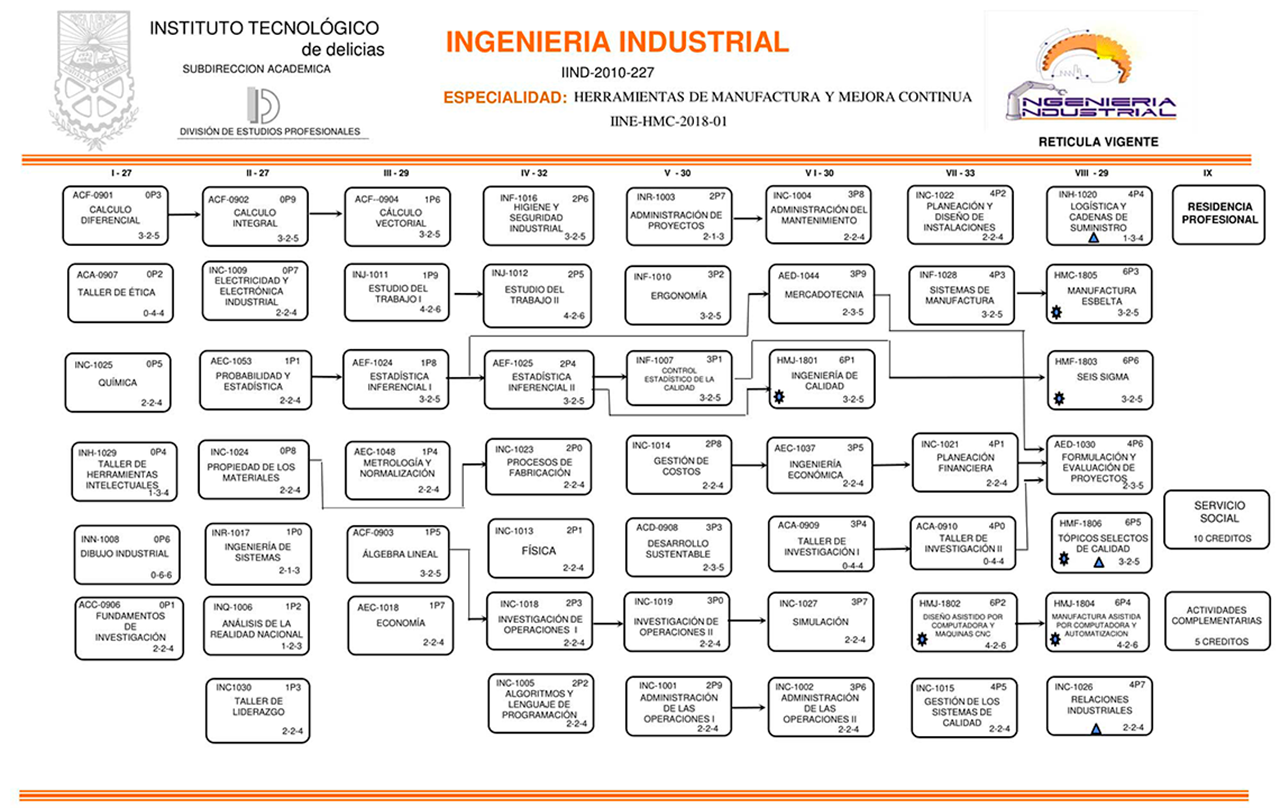 INSTITUTO TECNOLÓGICO
de delicias
SUBDIRECCION ACADEMICA
DIVISIÓN DE ESTUDIOS PROFESIONALES
INGENIERIA INDUSTRIAL
IIND-2010-227
ESPECIALIDAD: HERRAMIENTAS DE MANUFACTURA Y MEJORA CONTINUA
IINE-HMC-2018-01
INGENIERIA
INDUSTRIAL
RETICULA VIGENTE
I - 27 II - 27 III - 29 IV - 32 V - 30 V I - 30 VII - 33 VIII - 29 IX
ACF-0901 0P3
CALCULO
DIFERENCIAL
3-2-5
ACF-0902 0P9
CALCULO
INTEGRAL
3-2-5
ACF--0904 1P6
CÁLCULO
VECTORIAL
3-2-5
INF-1016 2P6
HIGIENE Y
SEGURIDAD
INDUSTRIAL
3-2-5
INR-1003 2P7
ADMINISTRACIÓN DE
PROYECTOS
2-1-3
INC-1004 3P8
ADMINISTRACIÓN DEL
MANTENIMIENTO
2-2-4
INC-1022 4P2
PLANEACIÓN Y
DISEÑO DE
INSTALACIONES
2-2-4
INH-1020 4P4
LOGÍSTICA Y
CADENAS DE
SUMINISTRO
1-3-4
RESIDENCIA
PROFESIONAL
ACA-0907 0P2
TALLER DE ÉTICA
0-4-4
INC-1009 0P7
ELECTRICIDAD Y
ELECTRÓNICA
INDUSTRIAL
2-2-4
INJ-1011 1P9
ESTUDIO DEL
TRABAJO I
4-2-6
INJ-1012 2P5
ESTUDIO DEL
TRABAJO II
4-2-6
INF-1010 3P2
ERGONOMÍA
3-2-5
AED-1044 3P9
MERCADOTECNIA
2-3-5
INF-1028 4P3
SISTEMAS DE
MANUFACTURA
3-2-5
HMC-1805 6P3
MANUFACTURA
ESBELTA
3-2-5
INC-1025 0P5
QUÍMICA
2-2-4
AEC-1053 1P1
PROBABILIDAD Y
ESTADÍSTICA
2-2-4
AEF-1024 1P8
ESTADÍSTICA
INFERENCIAL I
3-2-5
AEF-1025 2P4
ESTADÍSTICA
INFERENCIAL II
3-2-5
INF-1007 3P1
CONTROL
ESTADÍSTICO DE LA
CALIDAD
3-2-5
HMJ-1801 6P1
INGENIERÍA DE
CALIDAD
3-2-5
HMF-1803 6P6
SEIS SIGMA
3-2-5
INH-1029 0P4
TALLER DE
HERRAMIENTAS
INTELECTUALES
1-3-4
INC-1024 0P8
PROPIEDAD DE LOS
MATERIALES
2-2-4
AEC-1048 1P4
METROLOGÍA Y
NORMALIZACIÓN
2-2-4
INC-1023 2P0
PROCESOS DE
FABRICACIÓN
2-2-4
INC-1014 2P8
GESTIÓN DE
COSTOS
2-2-4
AEC-1037 3P5
INGENIERÍA
ECONÓMICA
2-2-4
INC-1021 4P1
PLANEACIÓN
FINANCIERA
2-2-4
AED-1030 4P6
FORMULACIÓN Y
EVALUACIÓN DE
PROYECTOS
2-3-5
SERVICIO
SOCIAL
10 CREDITOS
INN-1008 0P6
DIBUJO INDUSTRIAL
0-6-6
INR-1017 1P0
INGENIERÍA DE
SISTEMAS
2-1-3
ACF-0903 1P5
ÁLGEBRA LINEAL
3-2-5
INC-1013 2P1
FÍSICA
2-2-4
ACD-0908 3P3
DESARROLLO
SUSTENTABLE
2-3-5
ACA-0909 3P4
TALLER DE
INVESTIGACIÓN I
0-4-4
ACA-0910 4P0
TALLER DE
INVESTIGACIÓN II
0-4-4
HMF-1806 6P5
TÓPICOS SELECTOS
DE CALIDAD
3-2-5
ACC-0906 0P1
FUNDAMENTOS
DE
INVESTIGACIÓN
2-2-4
INQ-1006 1P2
ANÁLISIS DE LA
REALIDAD NACIONAL
1-2-3
AEC-1018 1P7
ECONOMÍA
2-2-4
INC-1018 2P3
INVESTIGACIÓN DE
OPERACIONES I
2-2-4
INC-1019 3P0
INVESTIGACIÓN DE
OPERACIONES II
2-2-4
INC-1027 3P7
SIMULACIÓN
2-2-4
HMJ-1802 6P2
DISEÑO ASISTIDO POR
COMPUTADORA Y
MAQUINAS CNC
4-2-6
HMJ-1804 6P4
MANUFACTURA ASISTIDA
POR COMPUTADORA Y
AUTOMATIZACION
4-2-6
ACTIVIDADES
COMPLEMENTARIAS
5 CREDITOS
INC1030 1P3
TALLER DE
LIDERAZGO
2-2-4
INC-1005 2P2
ALGORITMOS Y
LENGUAJE DE
PROGRAMACIÓN
2-2-4
INC-1001 2P9
ADMINISTRACIÓN
DE LAS
OPERACIONES I
2-2-4
INC-1002 3P6
ADMINISTRACIÓN
DE LAS
OPERACIONES II
2-2-4
INC-1015 4P5
GESTIÓN DE LOS
SISTEMAS DE
CALIDAD
2-2-4
INC-1026 4P7
RELACIONES
INDUSTRIALES
2-2-4